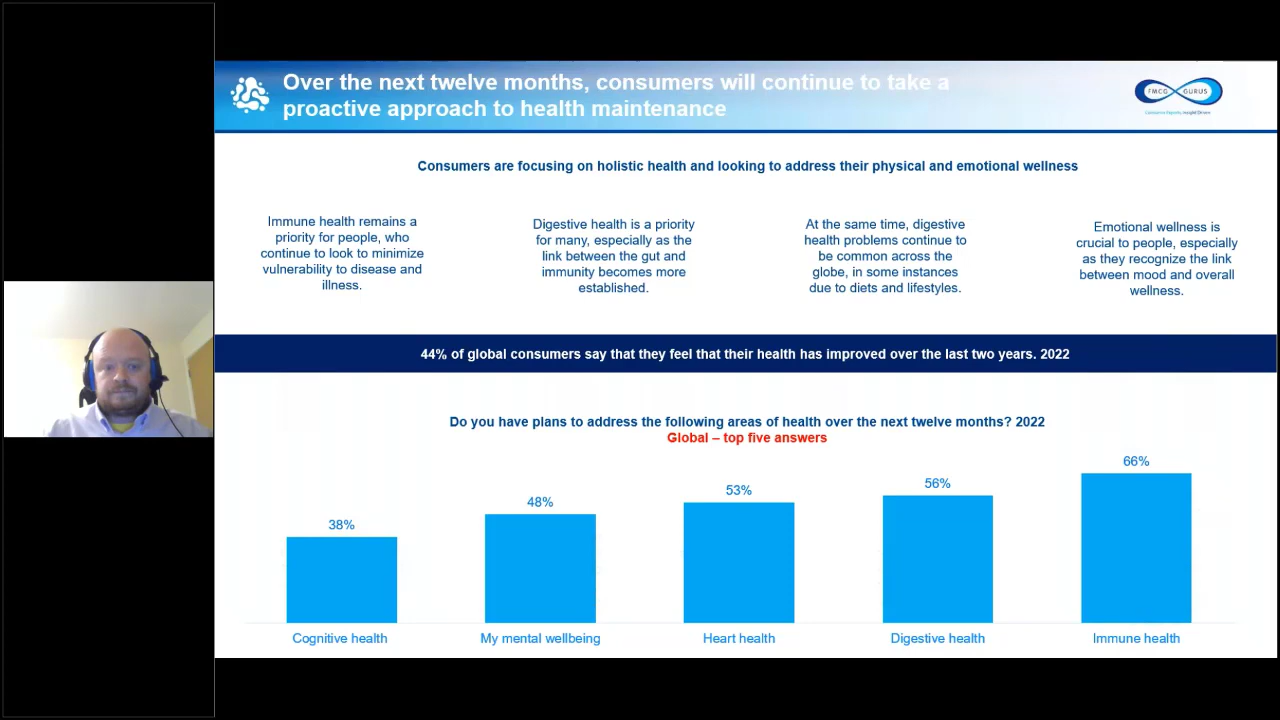 Over the next twelve months, consumers will continue to take a
proactive approach to health maintenance
FMCG GURUS
Consumers are focusing on holistic health and looking to address their physical and emotional wellness
Immune health remains a
priority for people, who
continue to look to minimize
vulnerability to disease and
illness.
Digestive health is a priority
for many, especially as the
link between the gut and
immunity becomes more
established.
At the same time, digestive
health problems continue to
be common across the
globe, in some instances
due to diets and lifestyles.
Emotional wellness is
crucial to people, especially
as they recognize the link
between mood and overall
wellness.
44% of global consumers say that they feel that their health has improved over the last two years. 2022
Do you have plans to address the following areas of health over the next twelve months? 2022
Global – top five answers
38%
48%
53%
56%
66%
Cognitive health
My mental wellbeing
Heart health
Digestive health
Immune health